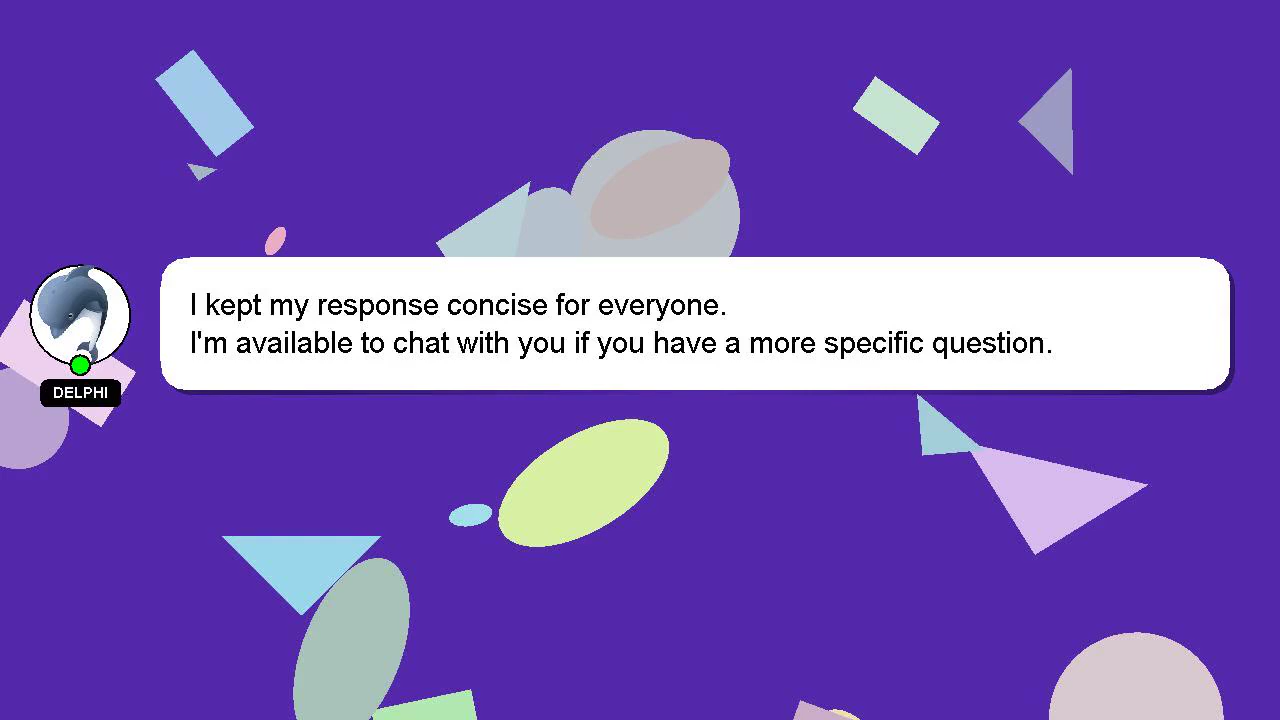 I kept my response concise for everyone.
I'm available to chat with you if you have a more specific question.
DELPHI